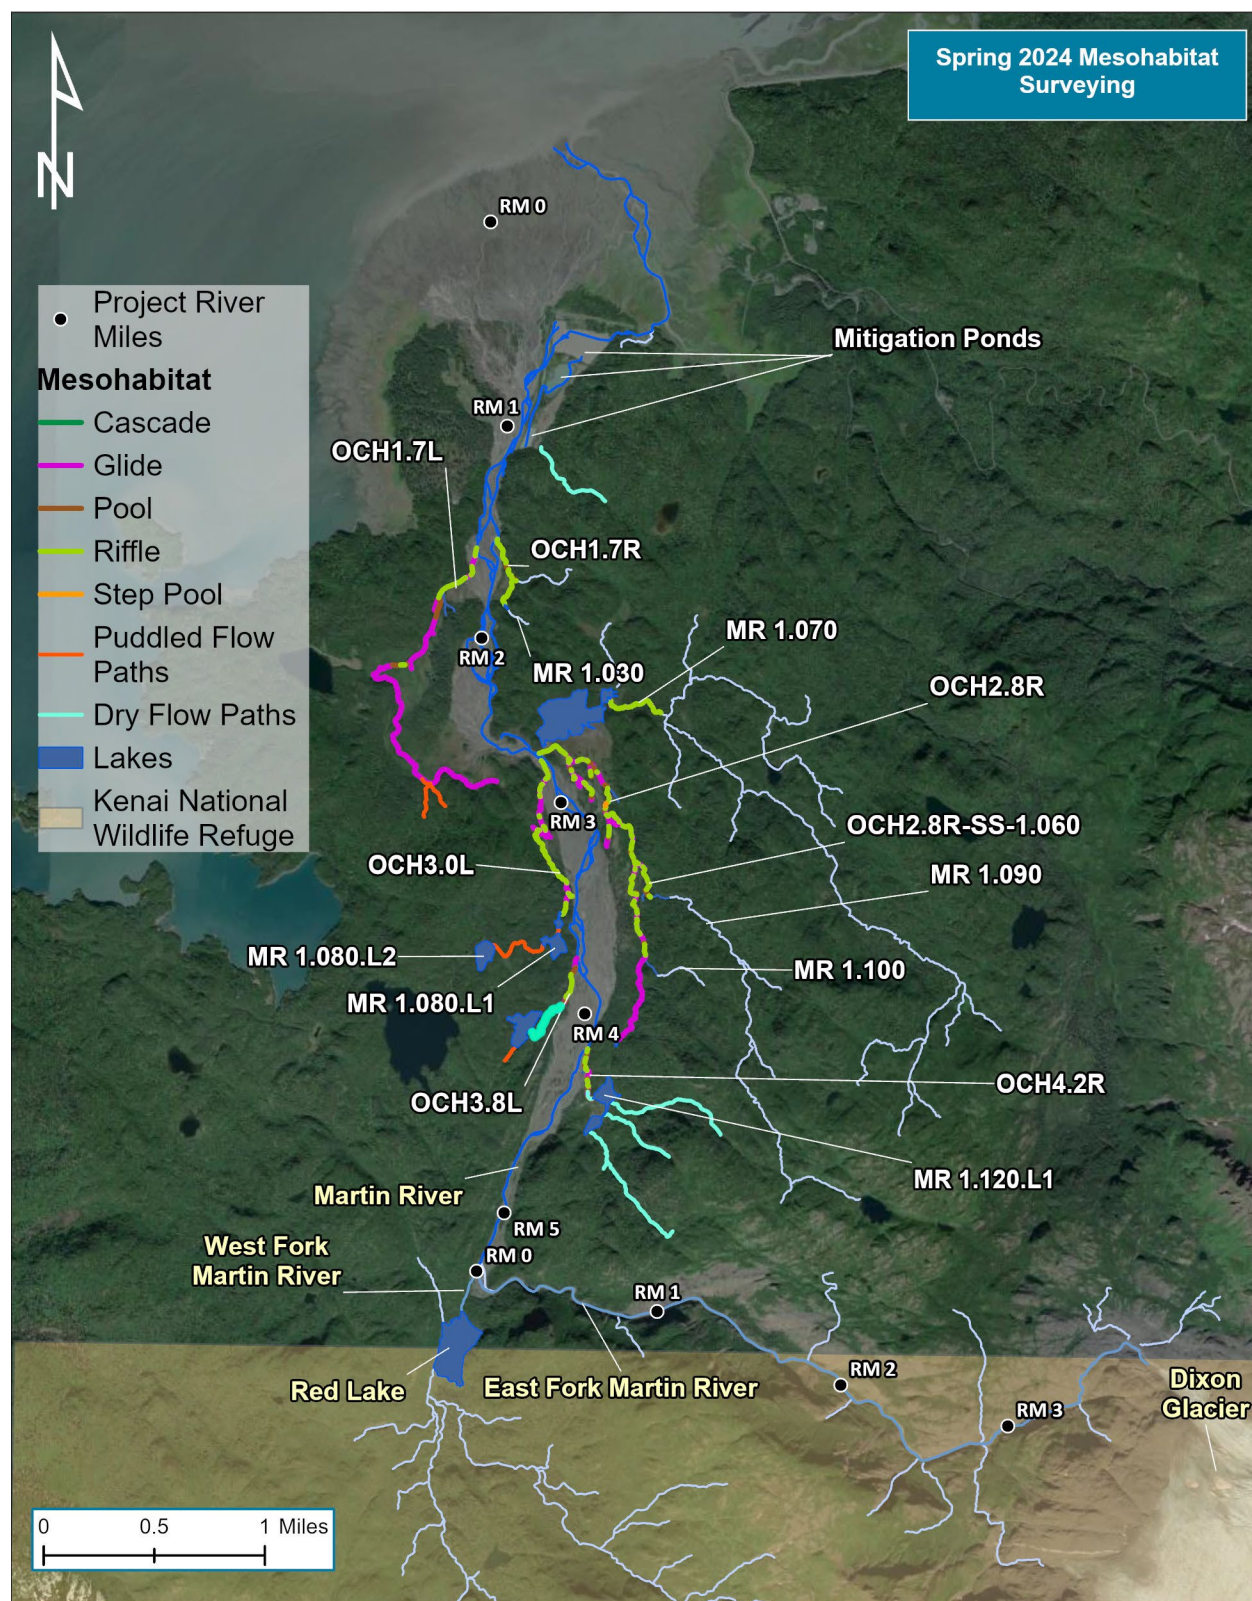 Spring 2024 Mesohabitat
Surveying
N
RM 0
Project River
Miles
Mesohabitat
Cascade
Glide
Pool
Riffle
Step Pool
Puddled Flow
Paths
Dry Flow Paths
Lakes
Kenai National
Wildlife Refuge
Mitigation Ponds
RM 1
OCH1.7L
OCH1.7R
RM 2
MR 1.030
MR 1.070
OCH2.8R
RM 3
OCH2.8R-SS-1.060
OCH3.0L
MR 1.090
MR 1.080.L2
MR 1.100
MR 1.080.L1
RM 4
OCH3.8L
OCH4.2R
MR 1.120.L1
Martin River
RM 5
West Fork
Martin River
RM 0
RM 1
Red Lake
East Fork Martin River
RM 2
RM 3
Dixon
Glacier
0 0.5 1 Miles